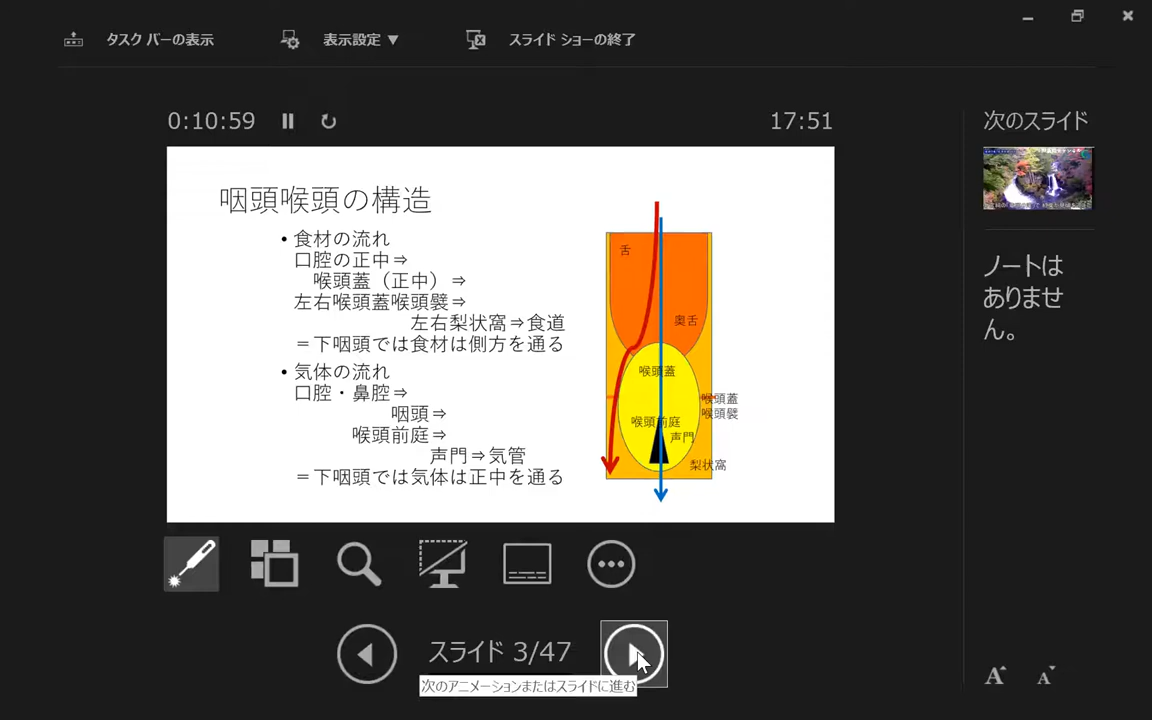 タスク バーの表示
表示設定 ▼
スライド ショーの終了
0:10:59
17:51
咽頭喉頭の構造
• 食材の流れ
口腔の正中⇒
喉頭蓋（正中）⇒
左右喉頭蓋喉頭襞⇒
左右梨状窩⇒食道
＝下咽頭では食材は側方を通る
• 気体の流れ
口腔・鼻腔⇒
咽頭⇒
喉頭前庭⇒
声門⇒気管
＝下咽頭では気体は正中を通る
舌
奥舌
喉頭蓋
喉頭蓋
喉頭襞
喉頭前庭
声門
梨状窩
次のスライド
ノートは
ありませ
ん。
スライド 3/47
次のアニメーションまたはスライドに進む
A
A